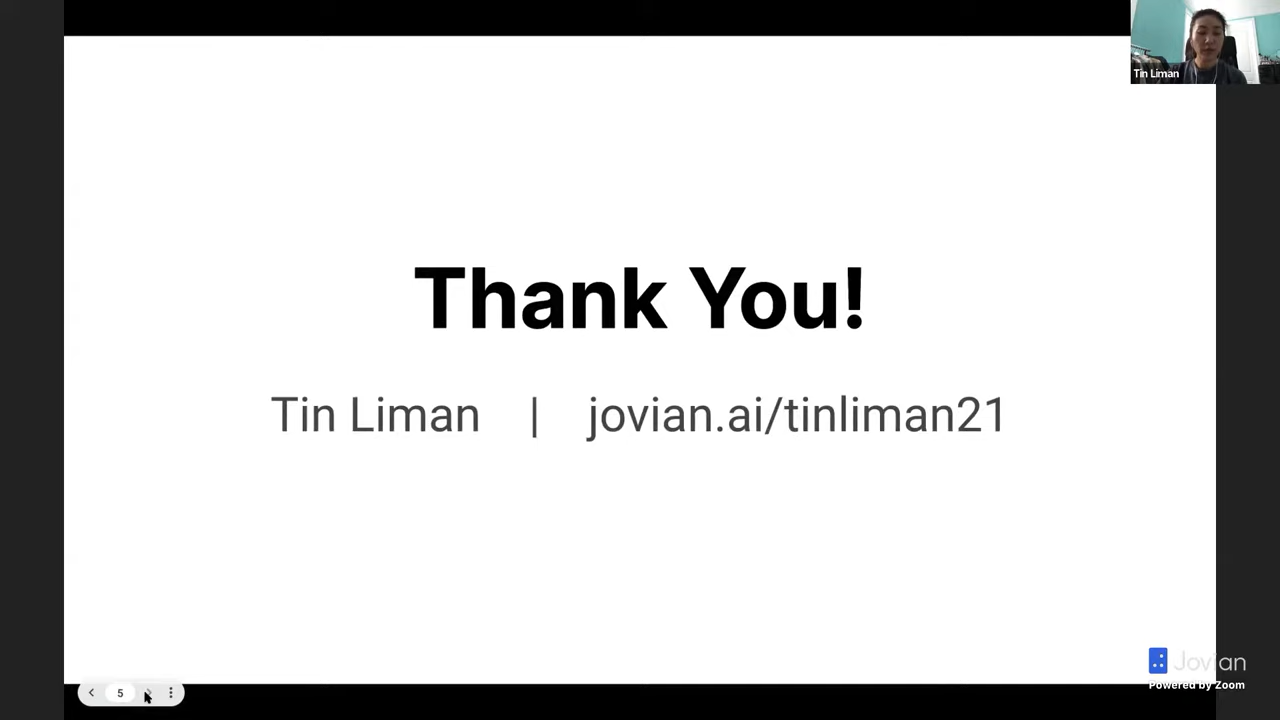 Tin Liman
Thank You!
Tin Liman | jovian.ai/tinliman21
Jovian
Powered by Zoom
5